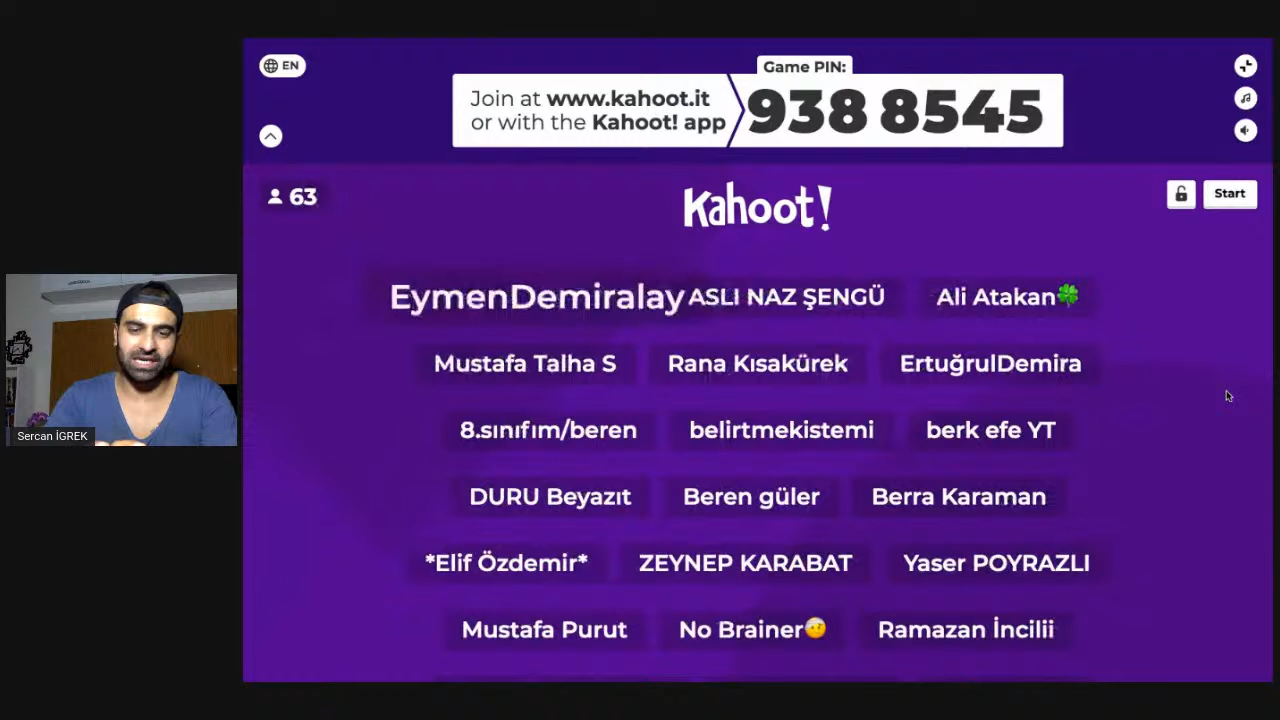 EN
Game PIN:
Join at www.kahoot.it
or with the Kahoot! app
938 8545
63
Kahoot!
Start
EymenDemiralay ASLI NAZ ŞENGÜ Ali Atakan🍀
Mustafa Talha S Rana Kısakürek ErtuğrulDemira
8.sınıfım/beren belirtmekistemi berk efe YT
DURU Beyazıt Beren güler Berra Karaman
*Elif Özdemir* ZEYNEP KARABAT Yaser POYRAZLI
Mustafa Purut No Brainer🤕 Ramazan İncilii
Sercan İGREK